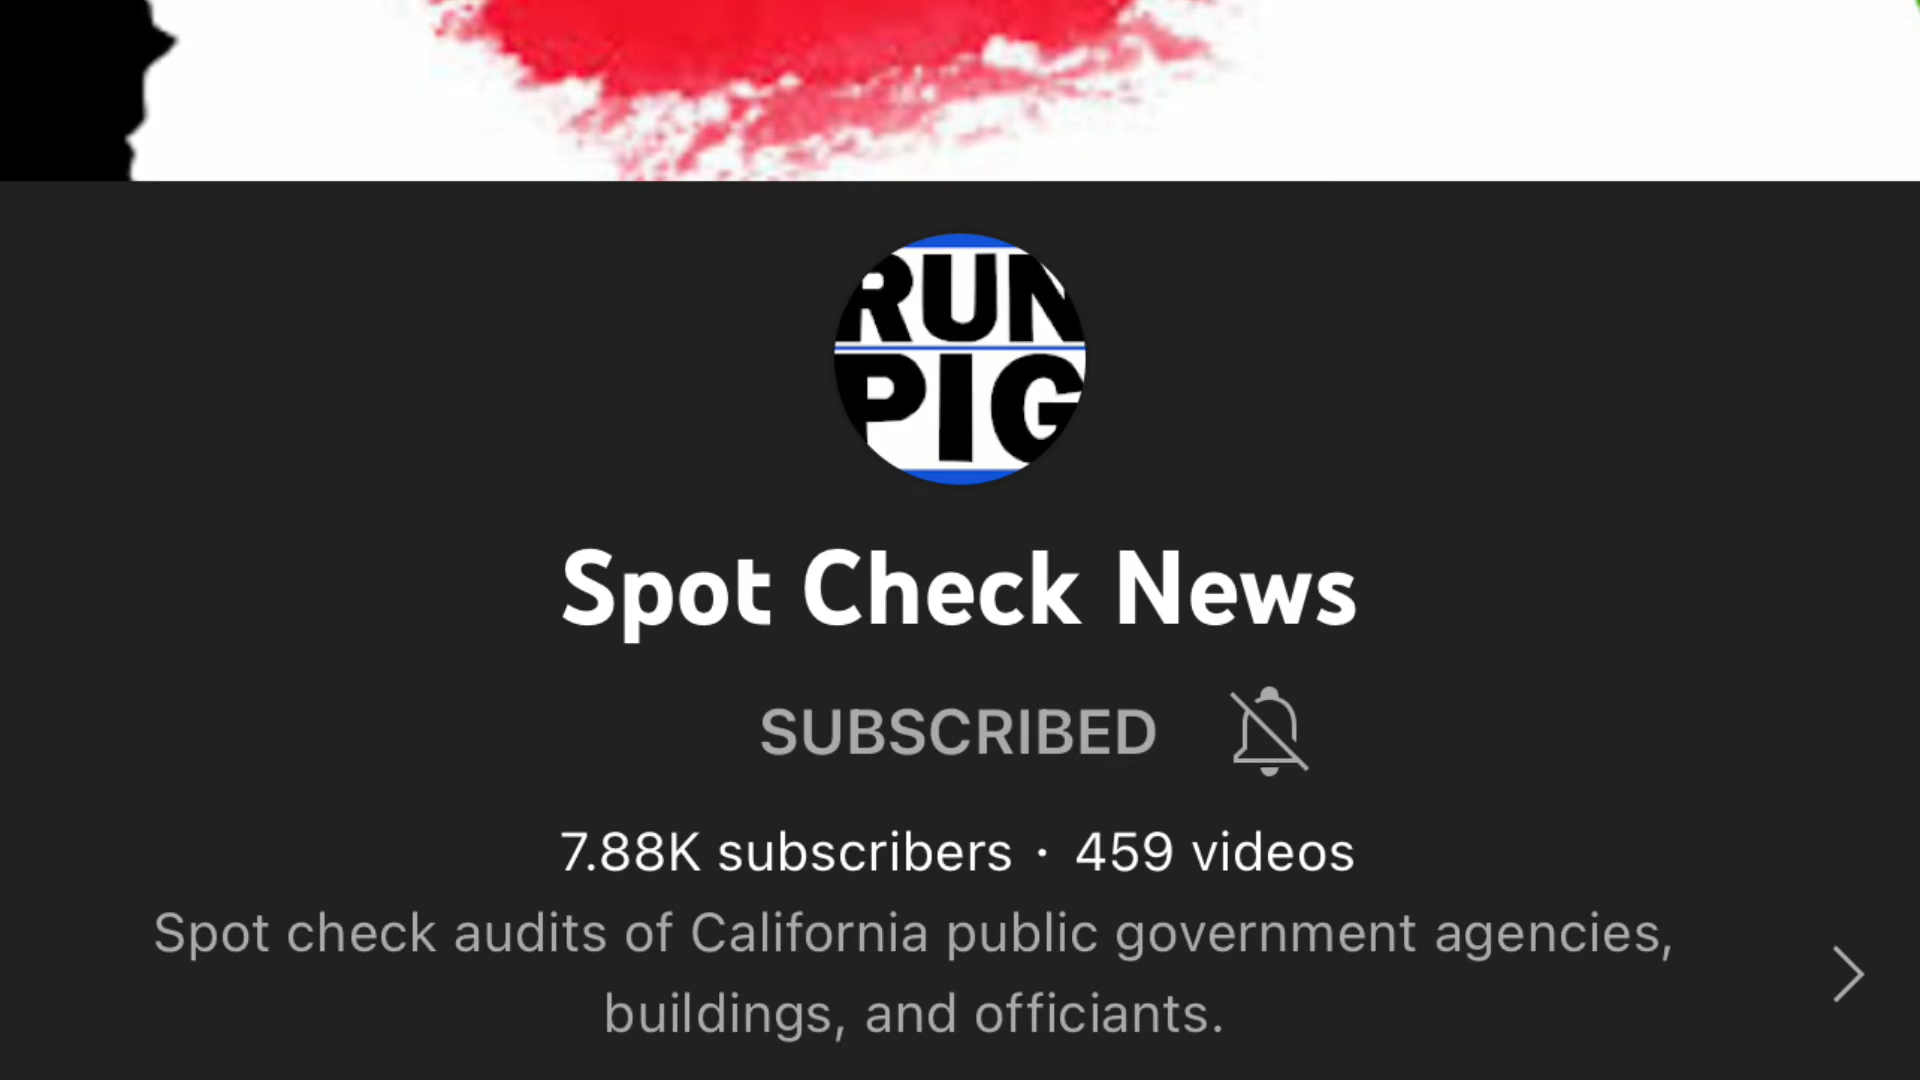 RUN
PIG
Spot Check News
SUBSCRIBED
7.88K subscribers · 459 videos
Spot check audits of California public government agencies,
buildings, and officiants.